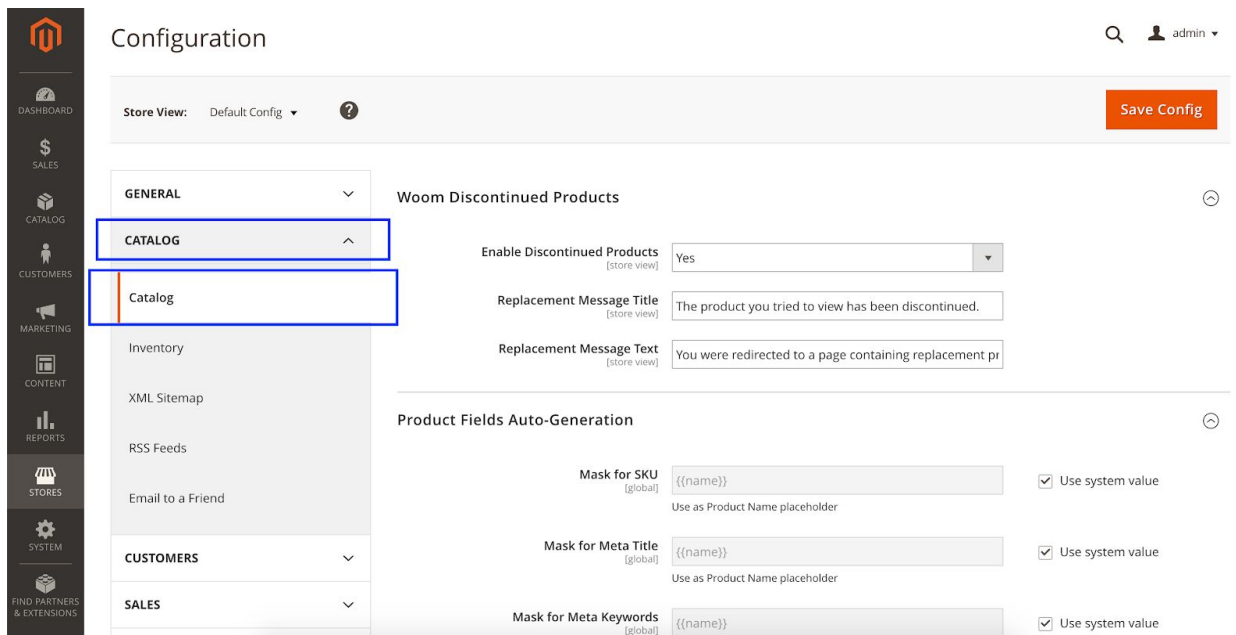 Configuration
admin
DASHBOARD
SALES
CATALOG
CUSTOMERS
MARKETING
CONTENT
REPORTS
STORES
SYSTEM
FIND PARTNERS
& EXTENSIONS
Store View: Default Config ?
Save Config
GENERAL
CATALOG
Catalog
Inventory
XML Sitemap
RSS Feeds
Email to a Friend
CUSTOMERS
SALES
Woom Discontinued Products
Enable Discontinued Products Yes
[store view]
Replacement Message Title The product you tried to view has been discontinued.
[store view]
Replacement Message Text You were redirected to a page containing replacement pr
[store view]
Product Fields Auto-Generation
Mask for SKU {{name}} Use system value
[global]
Use as Product Name placeholder
Mask for Meta Title {{name}} Use system value
[global]
Use as Product Name placeholder
Mask for Meta Keywords {{name}} Use system value
[global]